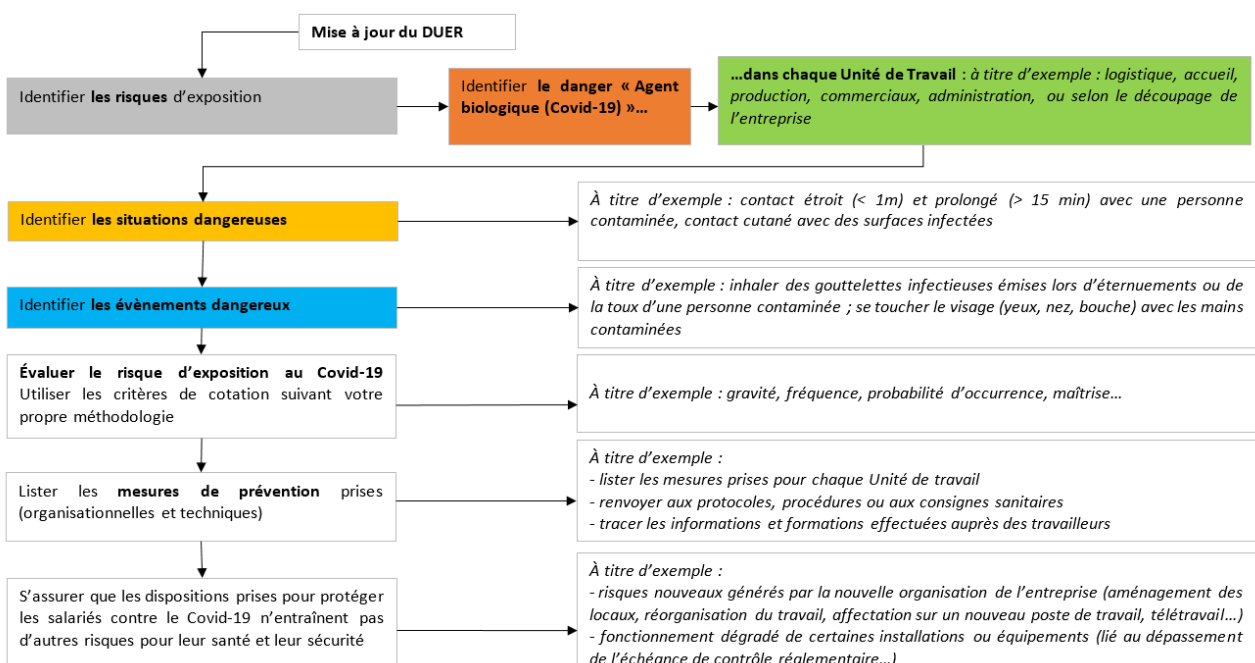 Mise à jour du DUER
Identifier les risques d’exposition
Identifier le danger « Agent
biologique (Covid-19) »…
…dans chaque Unité de Travail : à titre d’exemple : logistique, accueil,
production, commerciaux, administration, ou selon le découpage de
l’entreprise
Identifier les situations dangereuses
À titre d’exemple : contact étroit (< 1m) et prolongé (> 15 min) avec une personne
contaminée, contact cutané avec des surfaces infectées
Identifier les évènements dangereux
À titre d’exemple : inhaler des gouttelettes infectieuses émises lors d’éternuements ou de
la toux d’une personne contaminée ; se toucher le visage (yeux, nez, bouche) avec les mains
contaminées
Évaluer le risque d’exposition au Covid-19
Utiliser les critères de cotation suivant votre
propre méthodologie
À titre d’exemple : gravité, fréquence, probabilité d’occurrence, maîtrise…
Lister les mesures de prévention prises
(organisationnelles et techniques)
À titre d’exemple :
- lister les mesures prises pour chaque Unité de travail
- renvoyer aux protocoles, procédures ou aux consignes sanitaires
- tracer les informations et formations effectuées auprès des travailleurs
S’assurer que les dispositions prises pour protéger
les salariés contre le Covid-19 n’entraînent pas
d’autres risques pour leur santé et leur sécurité
À titre d’exemple :
- risques nouveaux générés par la nouvelle organisation de l’entreprise (aménagement des
locaux, réorganisation du travail, affectation sur un nouveau poste de travail, télétravail…)
- fonctionnement dégradé de certaines installations ou équipements (lié au dépassement
de l’échéance de contrôle réglementaire…)